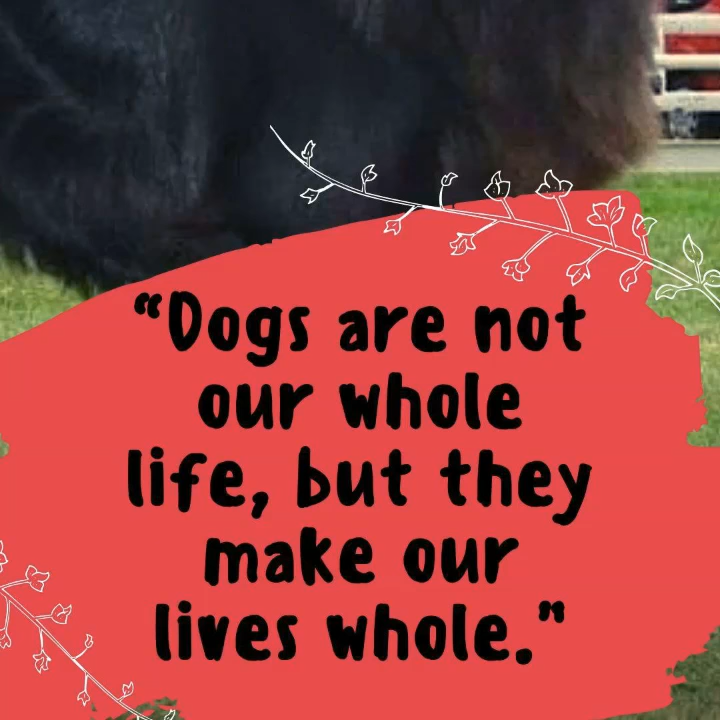 “Dogs are not
our whole
life, but they
make our
lives whole.”